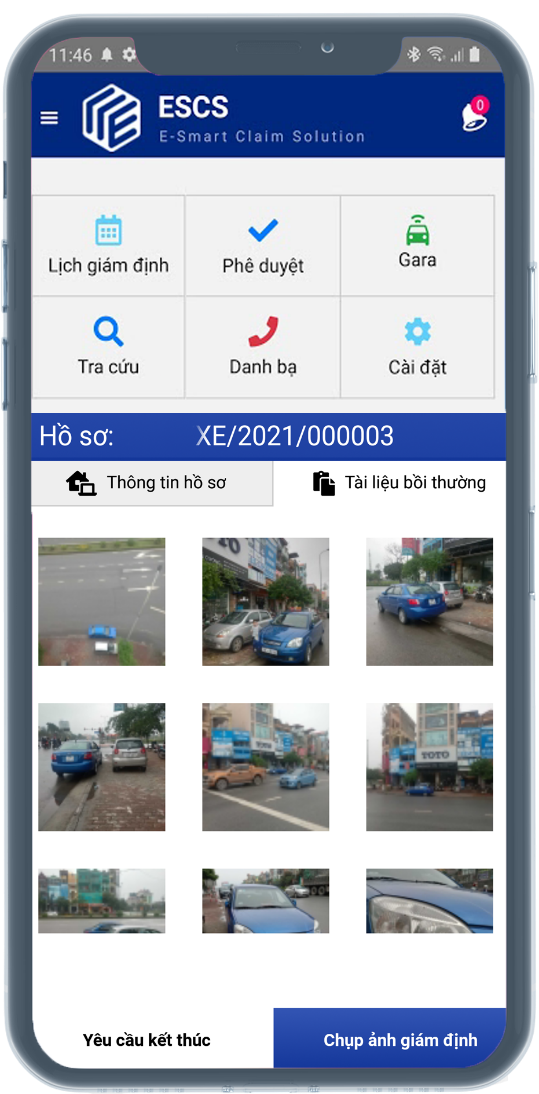 11:46
ESCS
E-Smart Claim Solution
0
Lịch giám định
Phê duyệt
Gara
Tra cứu
Danh bạ
Cài đặt
Hồ sơ: XE/2021/000003
Thông tin hồ sơ
Tài liệu bồi thường
TOTO
Yêu cầu kết thúc
Chụp ảnh giám định